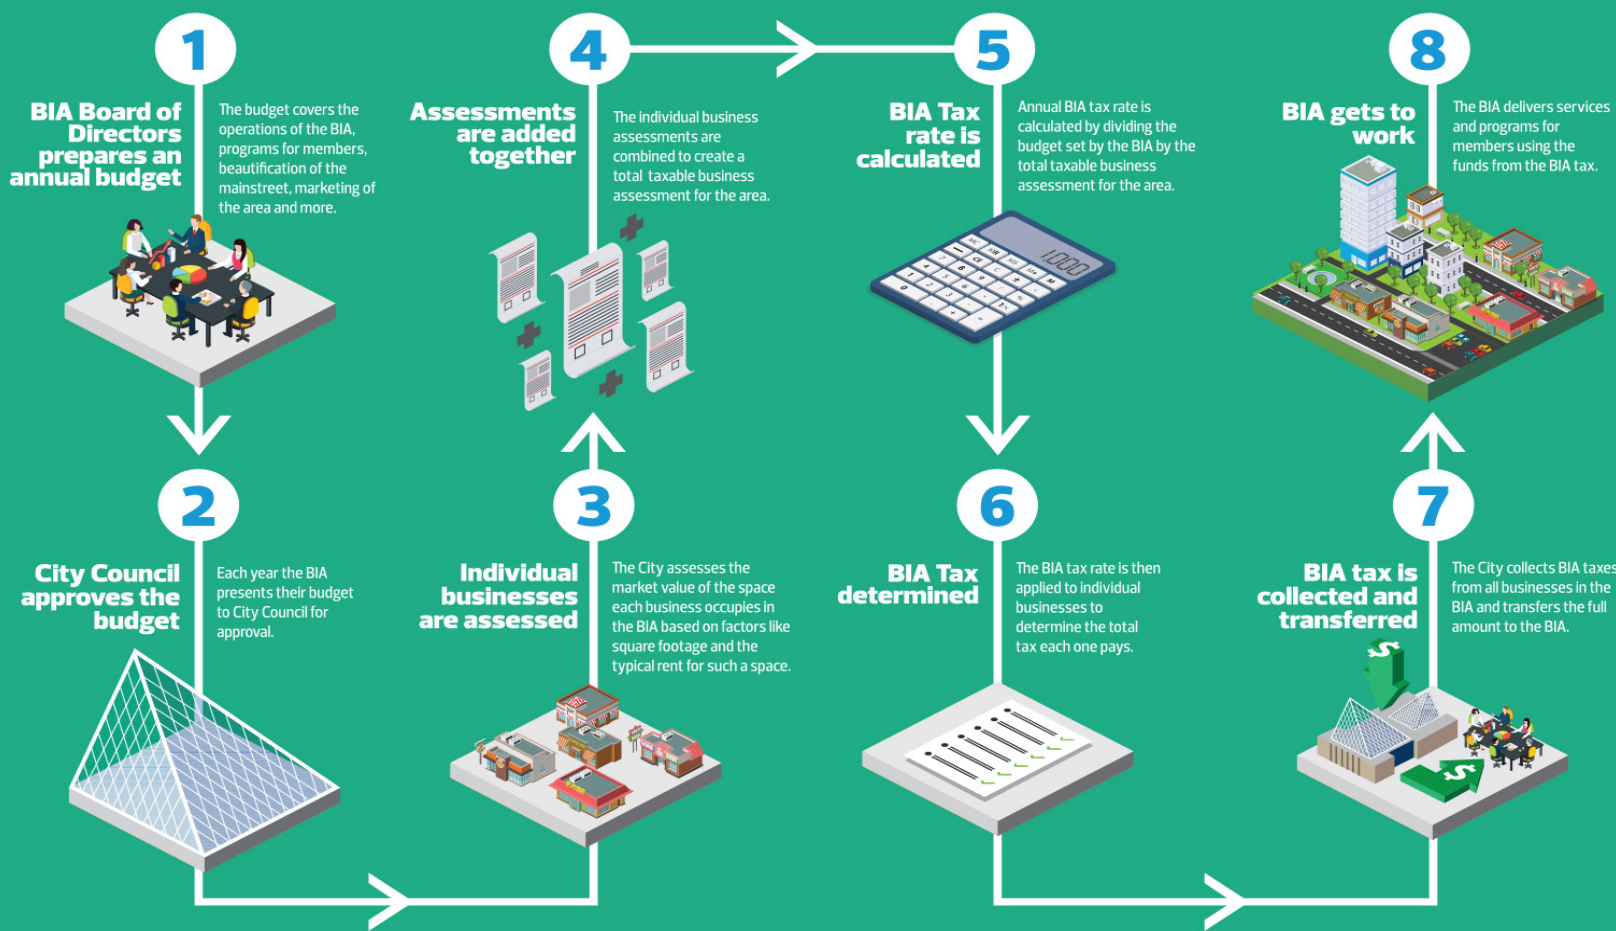 1
BIA Board of
Directors
prepares an
annual budget
The budget covers the
operations of the BIA,
programs for members,
beautification of the
mainstreet, marketing of
the area and more.
2
City Council
approves the
budget
Each year the BIA
presents their budget
to City Council for
approval.
3
Individual
businesses
are assessed
The City assesses the
market value of the space
each business occupies in
the BIA based on factors like
square footage and the
typical rent for such a space.
4
Assessments
are added
together
The individual business
assessments are
combined to create a
total taxable business
assessment for the area.
5
BIA Tax
rate is
calculated
Annual BIA tax rate is
calculated by dividing the
budget set by the BIA by the
total taxable business
assessment for the area.
1,000
6
BIA Tax
determined
The BIA tax rate is then
applied to individual
businesses to
determine the total
tax each one pays.
7
BIA tax is
collected and
transferred
The City collects BIA taxes
from all businesses in the
BIA and transfers the full
amount to the BIA.
$
$
8
BIA gets to
work
The BIA delivers services
and programs for
members using the
funds from the BIA tax.